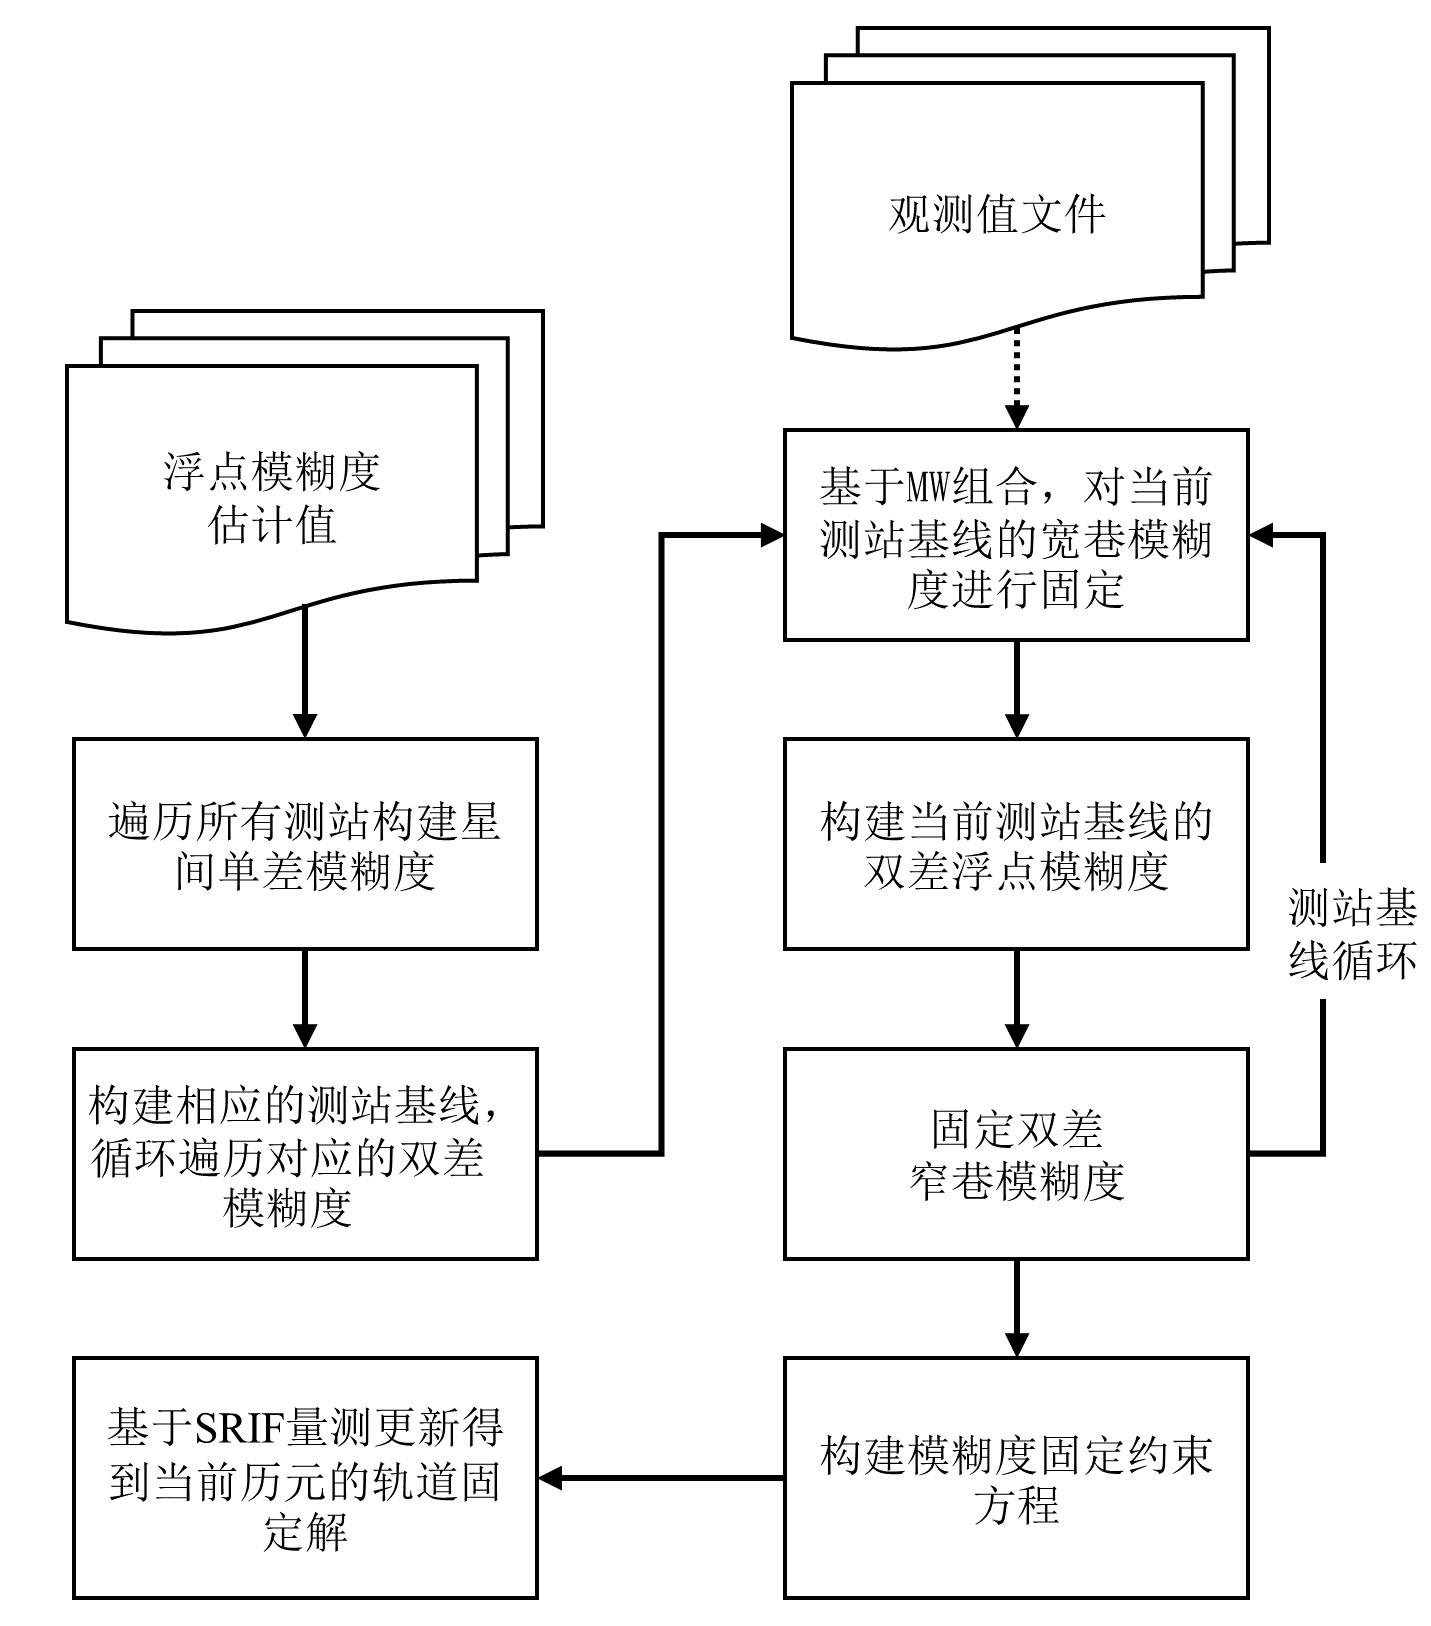 观测值文件
浮点模糊度
估计值
基于MW组合，对当前
测站基线的宽巷模糊
度进行固定
遍历所有测站构建星
间单差模糊度
构建当前测站基线的
双差浮点模糊度
测站基
线循环
构建相应的测站基线，
循环遍历对应的双差
模糊度
固定双差
窄巷模糊度
基于SRIF量测更新得
到当前历元的轨道固
定解
构建模糊度固定约束
方程